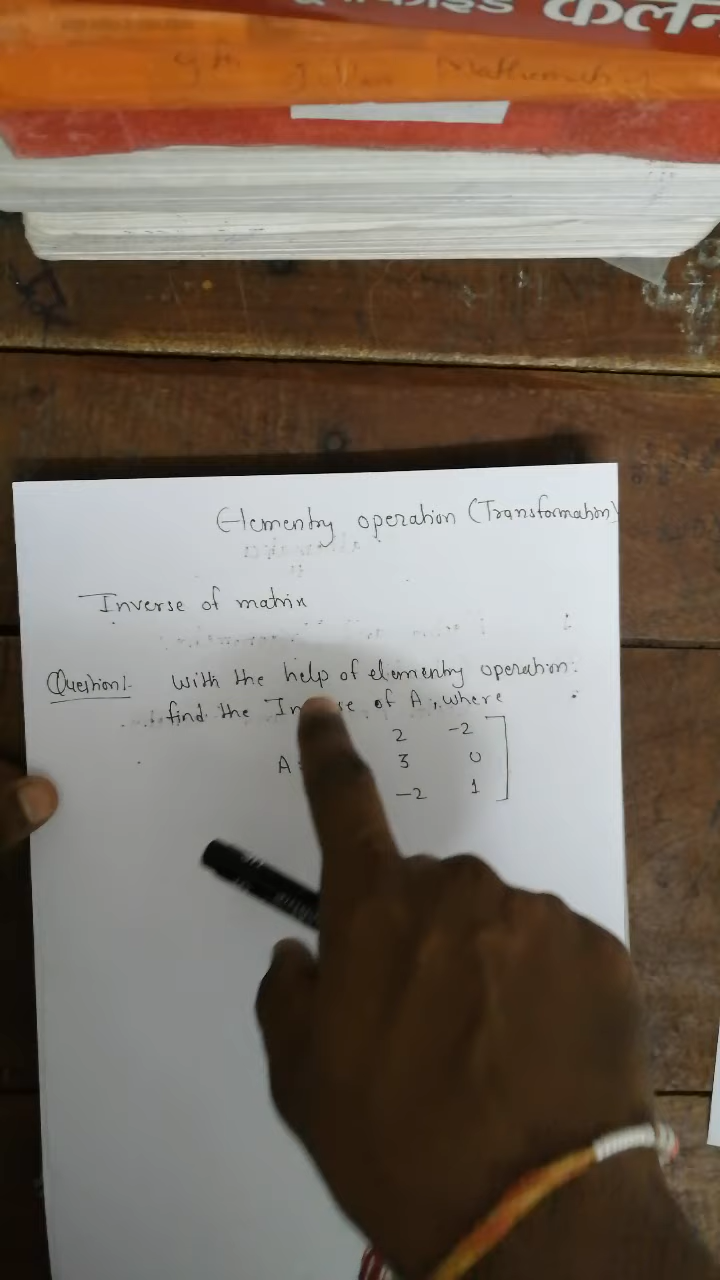 कलन
Elementry operation (Transformation)
Inverse of matrix
Question 1- With the help of elementry operation.
find the of A, where
2 -2
A 3 0
-2 1